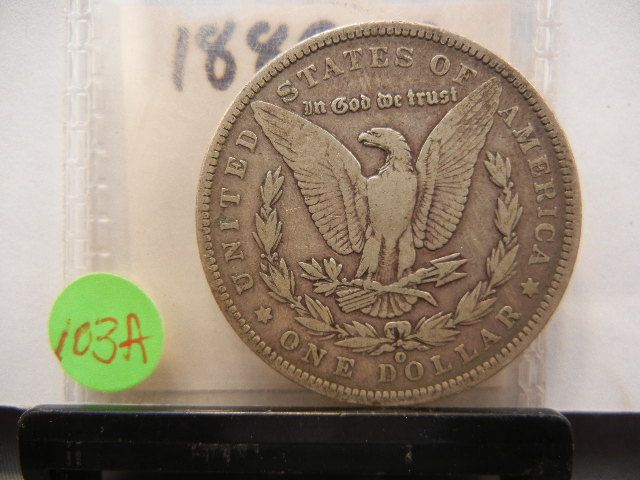 188
UNITED STATES OF AMERICA
In God we trust
ONE DOLLAR
O
103A